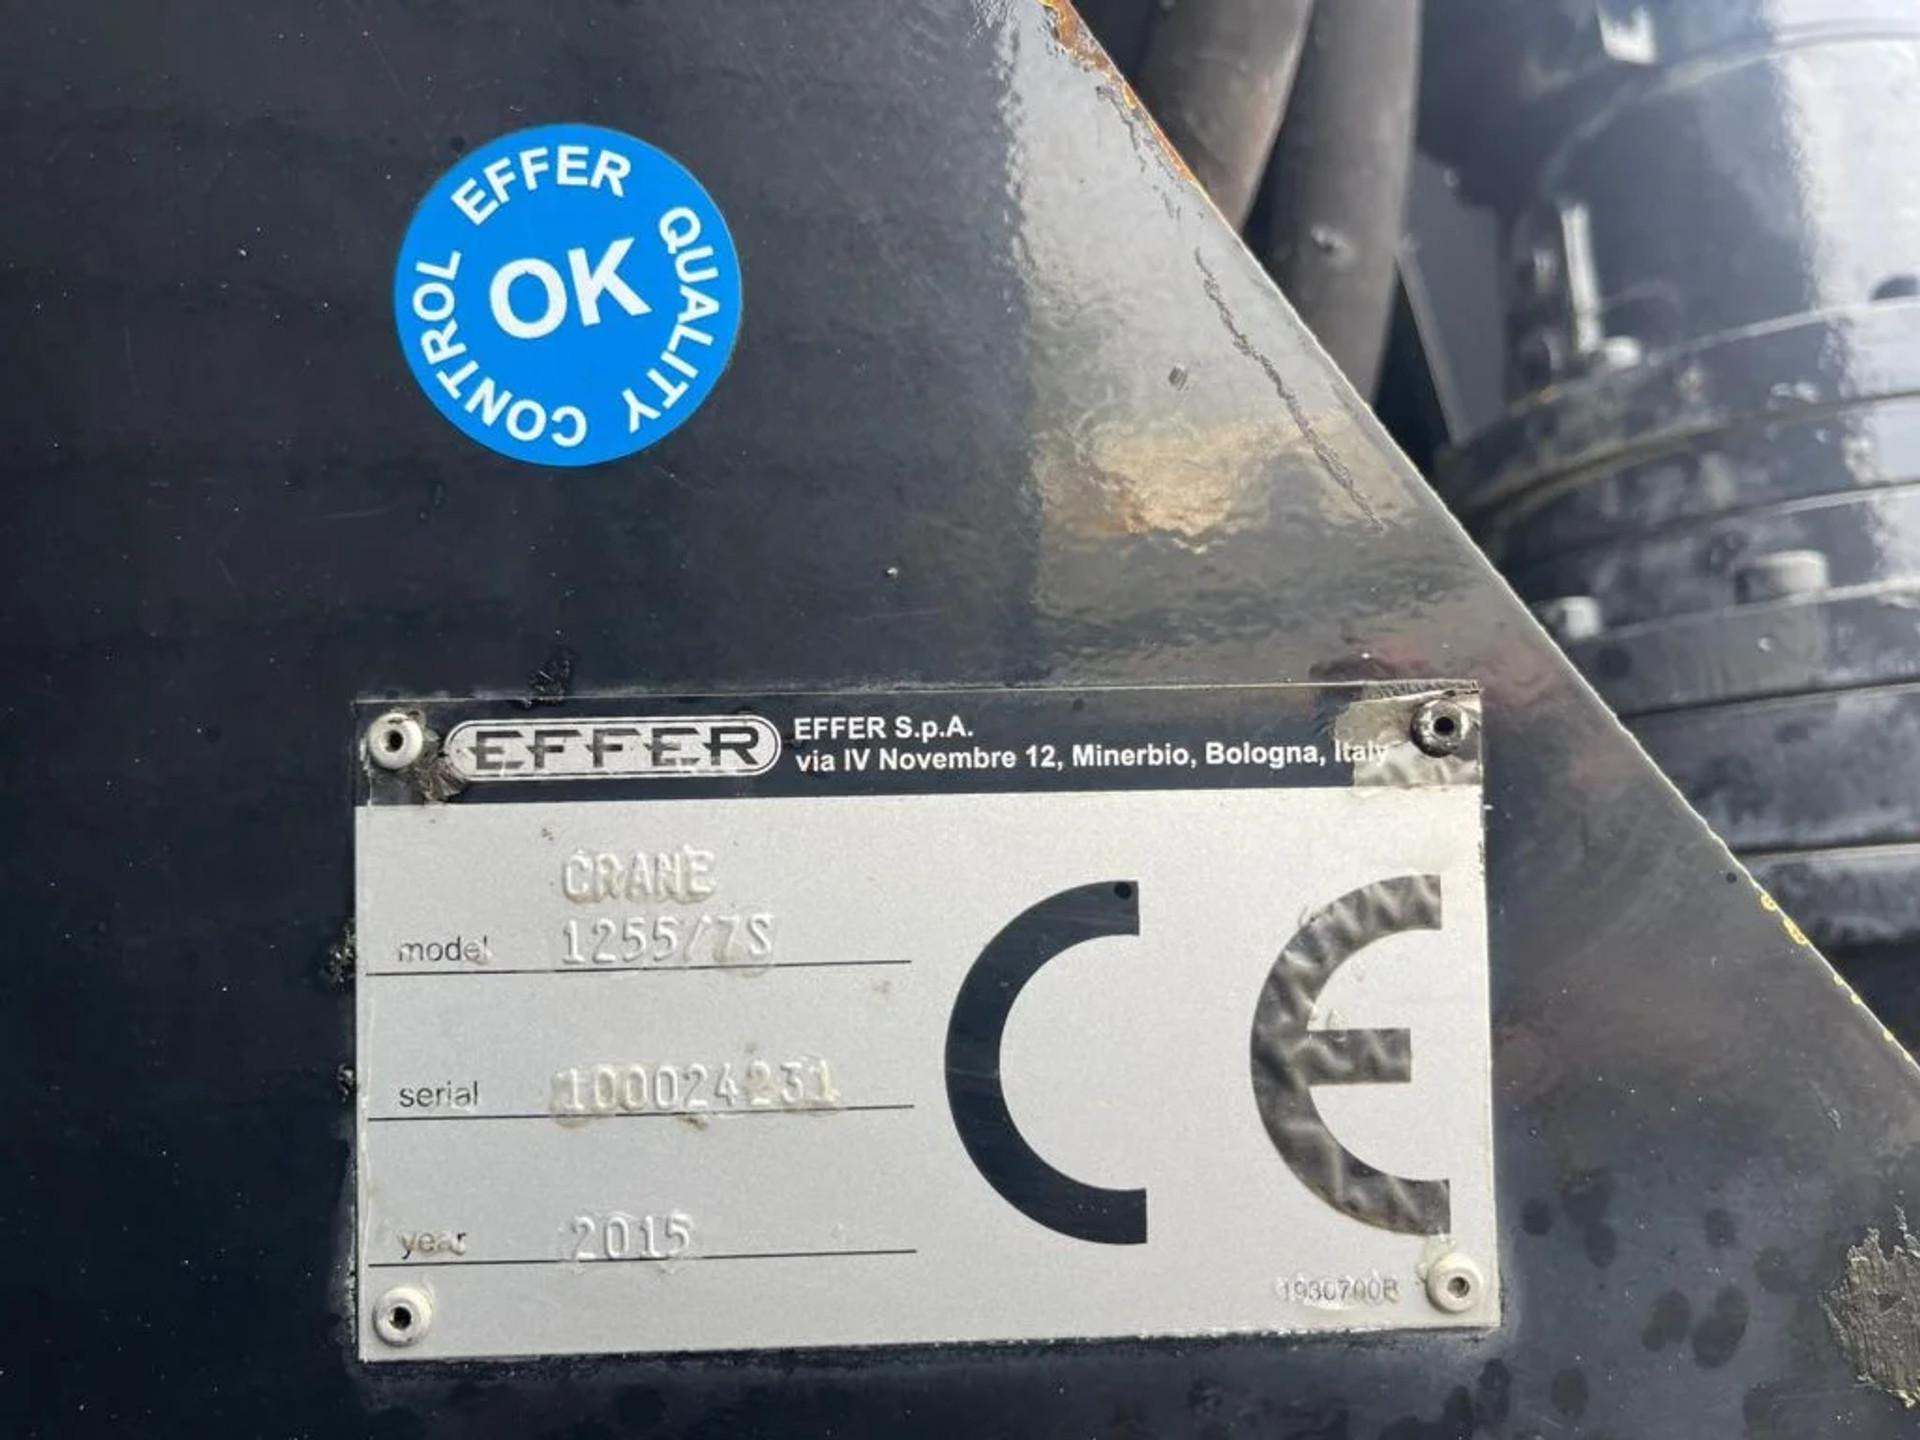 EFFER QUALITY CONTROL
OK
EFFER
EFFER S.p.A.
via IV Novembre 12, Minerbio, Bologna, Italy
CRANE
model 1255/7S
serial 100024231
year 2015
CE
1930700B